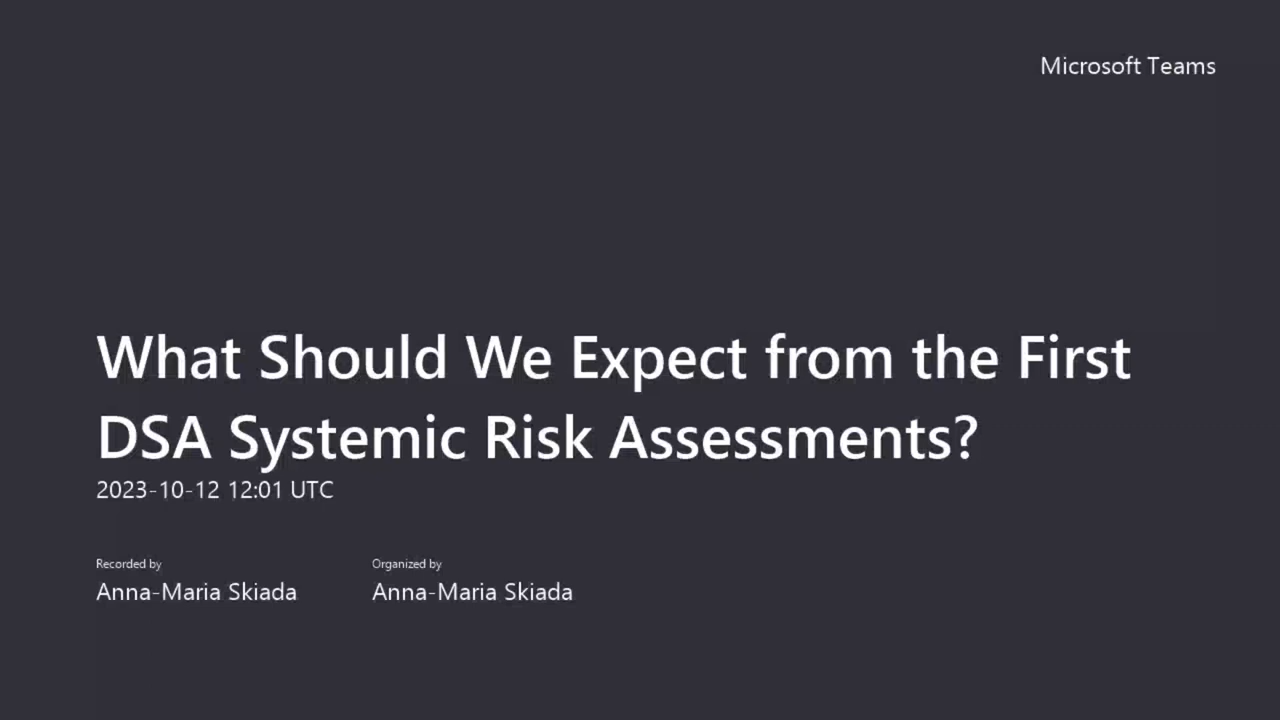 Microsoft Teams
What Should We Expect from the First
DSA Systemic Risk Assessments?
2023-10-12 12:01 UTC
Recorded by
Anna-Maria Skiada
Organized by
Anna-Maria Skiada